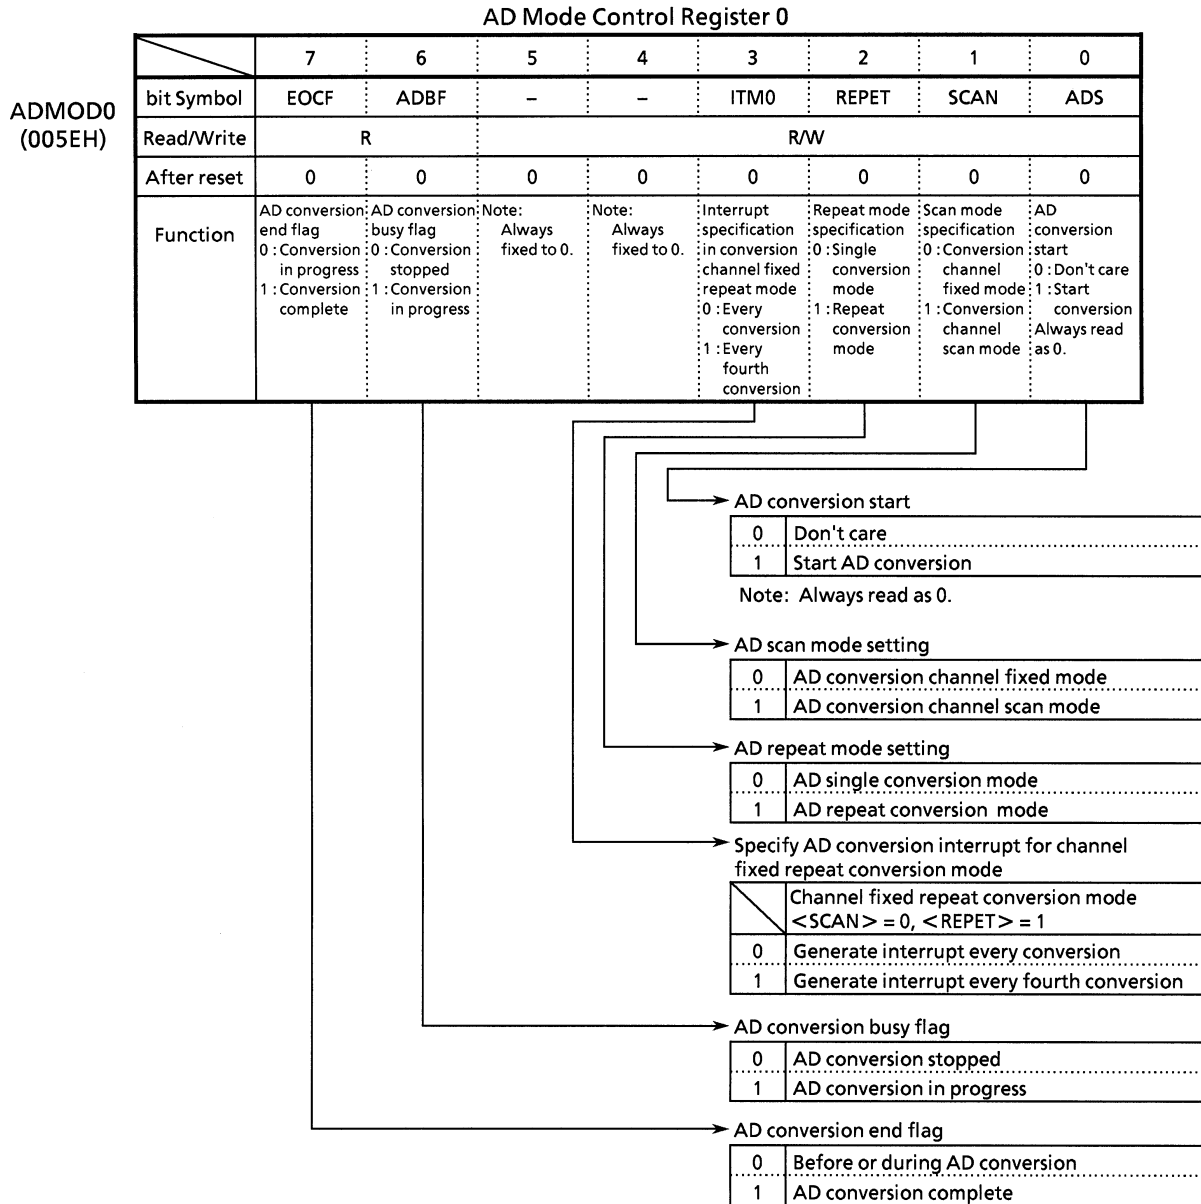 AD Mode Control Register 0
ADMOD0
(005EH)
7 6 5 4 3 2 1 0
bit Symbol EOCF ADBF – – ITM0 REPET SCAN ADS
Read/Write R R/W
After reset 0 0 0 0 0 0 0 0
Function
AD conversion
end flag
0 : Conversion
in progress
1 : Conversion
complete
AD conversion
busy flag
0 : Conversion
stopped
1 : Conversion
in progress
Note:
Always
fixed to 0.
Note:
Always
fixed to 0.
Interrupt
specification
in conversion
channel fixed
repeat mode
0 : Every
conversion
1 : Every
fourth
conversion
Repeat mode
specification
0 : Single
conversion
mode
1 : Repeat
conversion
mode
Scan mode
specification
0 : Conversion
channel
fixed mode
1 : Conversion
channel
scan mode
AD
conversion
start
0 : Don't care
1 : Start
conversion
Always read
as 0.
AD conversion start
0 Don't care
1 Start AD conversion
Note: Always read as 0.
AD scan mode setting
0 AD conversion channel fixed mode
1 AD conversion channel scan mode
AD repeat mode setting
0 AD single conversion mode
1 AD repeat conversion mode
Specify AD conversion interrupt for channel
fixed repeat conversion mode
Channel fixed repeat conversion mode
<SCAN> = 0, <REPET> = 1
0 Generate interrupt every conversion
1 Generate interrupt every fourth conversion
AD conversion busy flag
0 AD conversion stopped
1 AD conversion in progress
AD conversion end flag
0 Before or during AD conversion
1 AD conversion complete